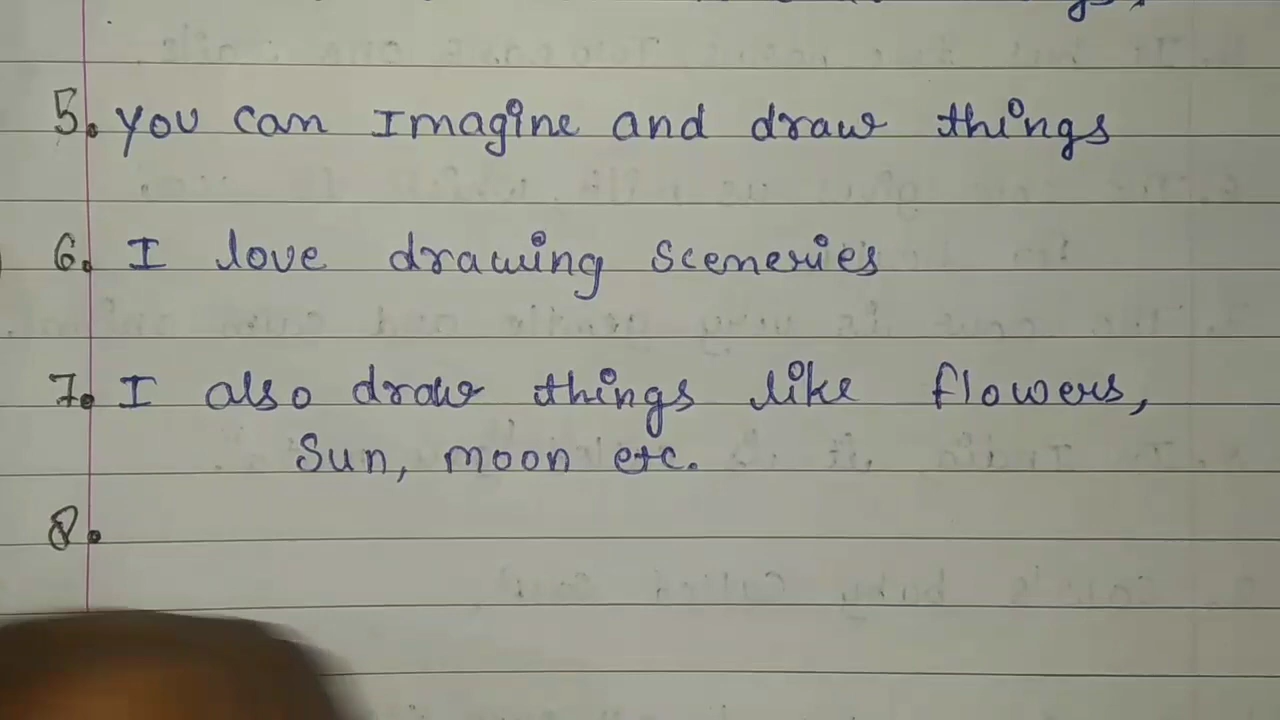 5. you can Imagine and draw things
6. I love drawing Sceneries
7. I also draw things like flowers,
Sun, moon etc.
8.